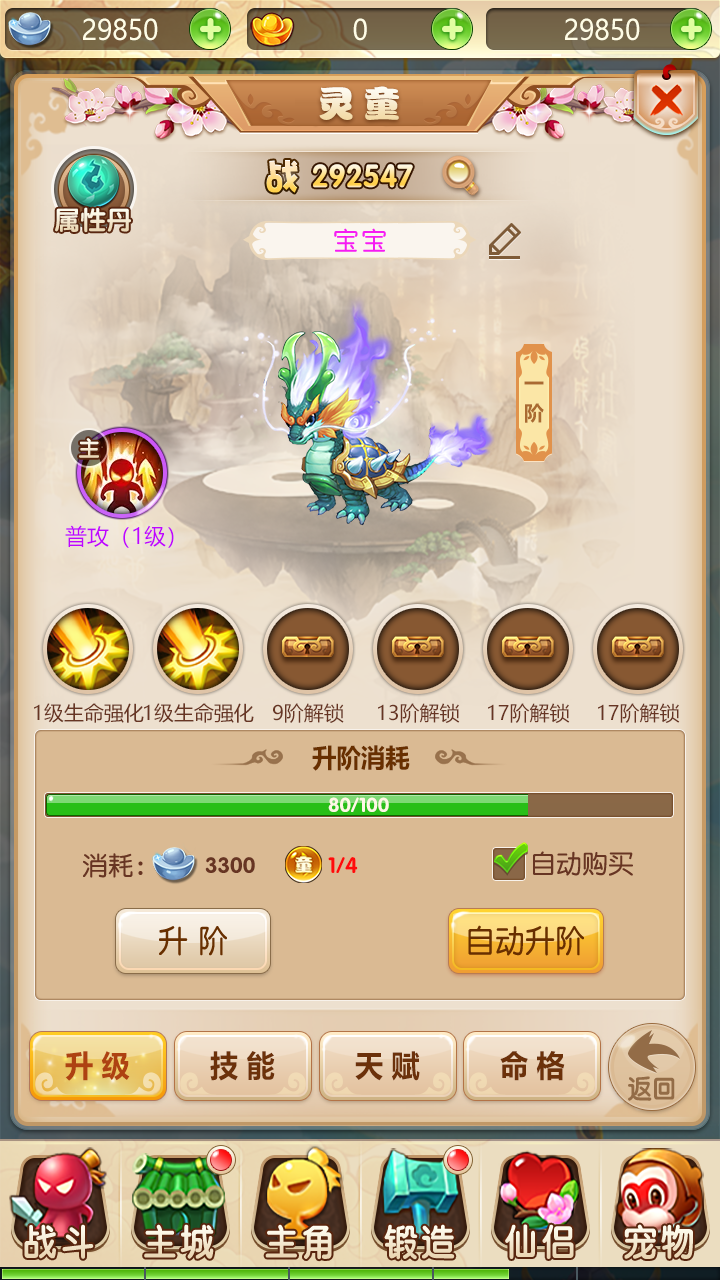 29850 0 29850
灵童
战 292547
属性丹
宝宝
一阶
主
普攻（1级）
1级生命强化 1级生命强化 9阶解锁 13阶解锁 17阶解锁 17阶解锁
升阶消耗
80/100
消耗： 3300 童 1/4 自动购买
升阶 自动升阶
升级 技能 天赋 命格 返回
战斗 主城 主角 锻造 仙侣 宠物